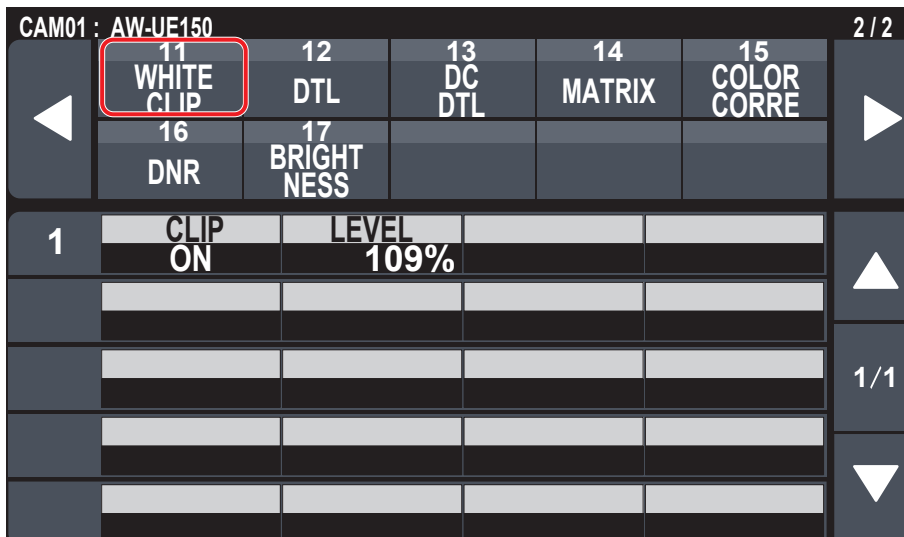 CAM01 : AW-UE150 2 / 2
11 12 13 14 15
WHITE CLIP DTL DC DTL MATRIX COLOR CORRE
16 17
DNR BRIGHT NESS
1 CLIP LEVEL
ON 109%
1/1